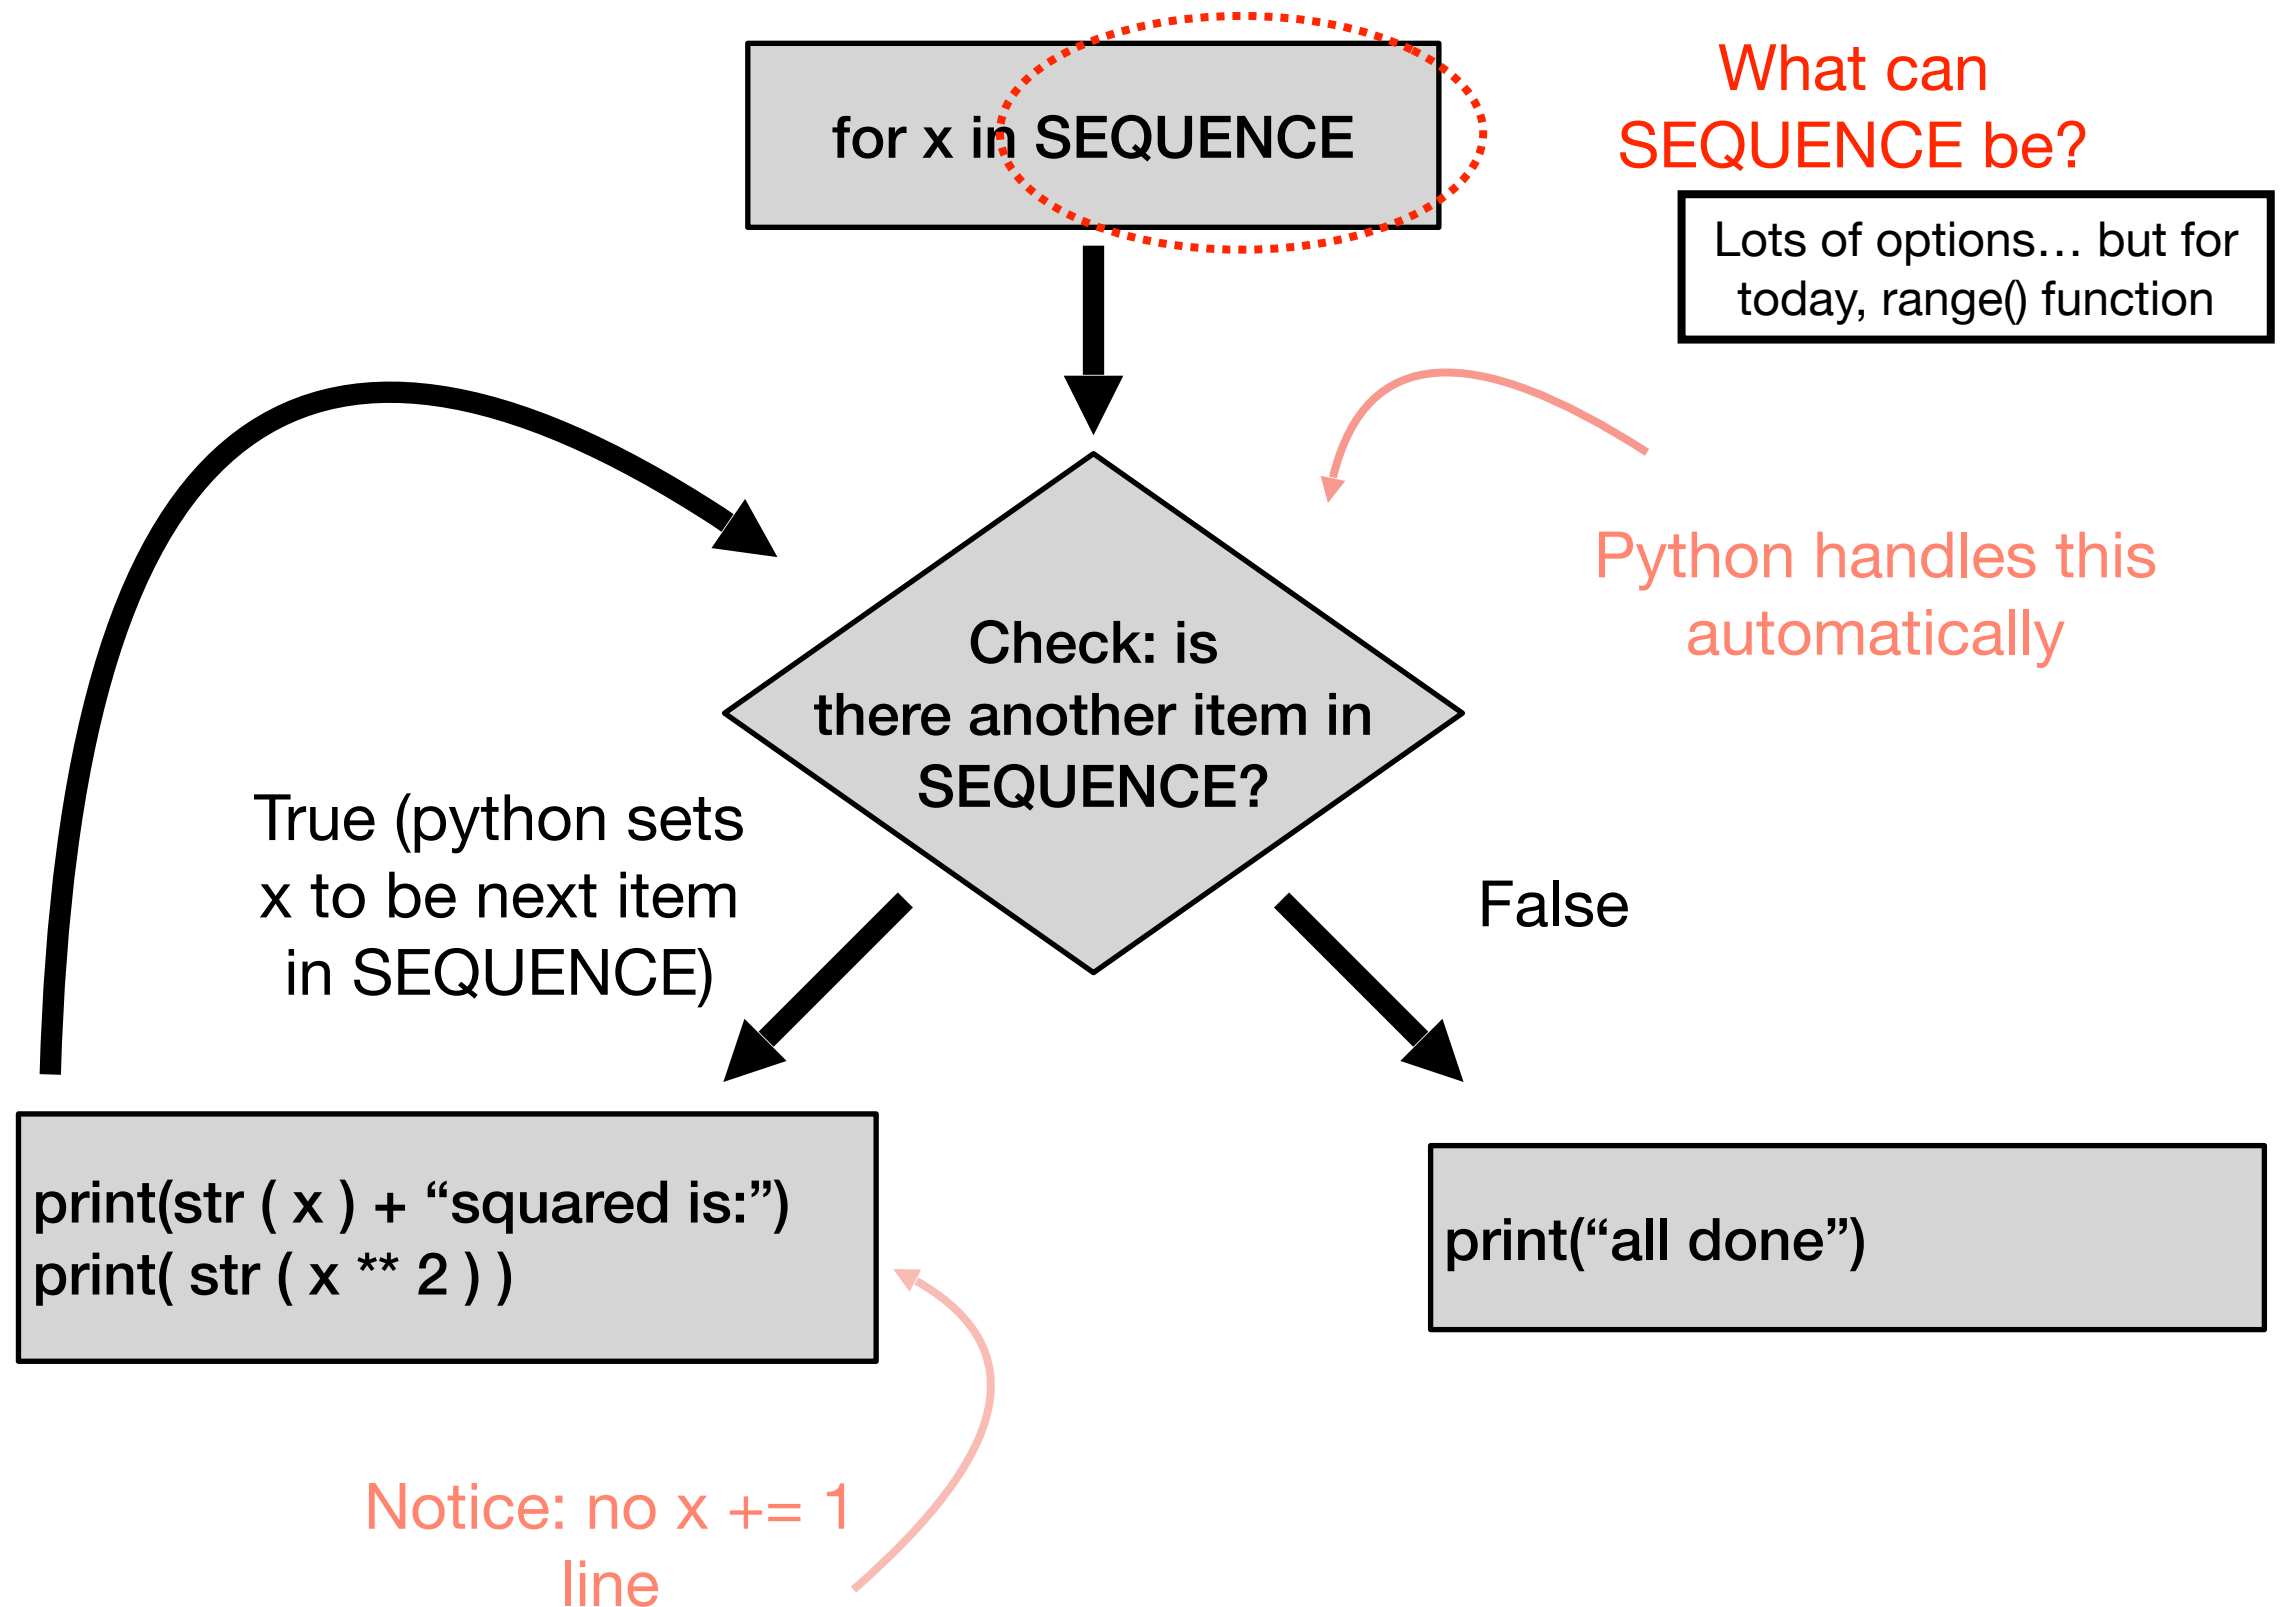 for x in SEQUENCE
What can
SEQUENCE be?
Lots of options… but for
today, range() function
Python handles this
automatically
Check: is
there another item in
SEQUENCE?
True (python sets
x to be next item
in SEQUENCE)
False
print(str ( x ) + “squared is:”)
print( str ( x ** 2 ) )
print(“all done”)
Notice: no x += 1
line